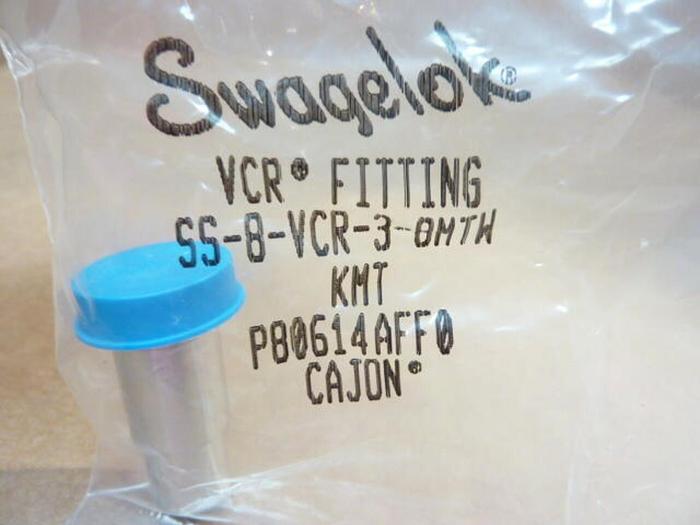 Swagelok®
VCR® FITTING
SS-8-VCR-3-8MTW
KMT
P80614AFF0
CAJON®